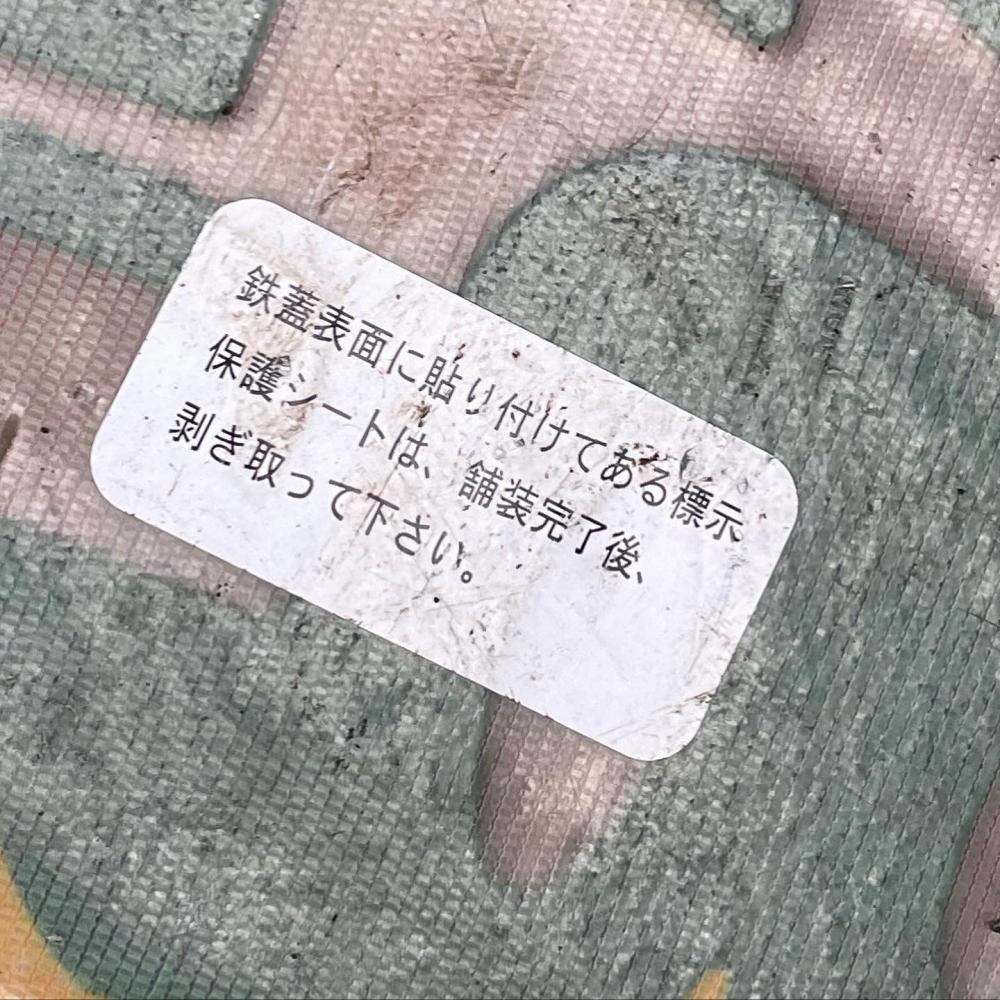 鉄蓋表面に貼り付けてある標示
保護シートは、舗装完了後、
剥ぎ取って下さい。